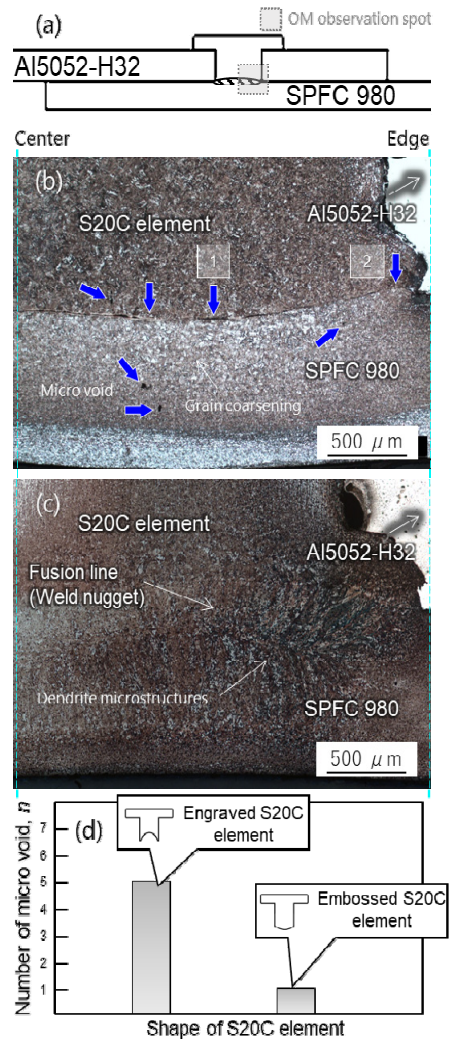 (a)
OM observation spot
Al5052-H32
SPFC 980
Center
Edge
(b)
S20C element
Al5052-H32
1
2
SPFC 980
Micro void
Grain coarsening
500 μm
(c)
S20C element
Al5052-H32
Fusion line
(Weld nugget)
Dendrite microstructures
SPFC 980
500 μm
(d)
Number of micro void, n
7
6
5
4
3
2
1
Engraved S20C
element
Embossed S20C
element
Shape of S20C element